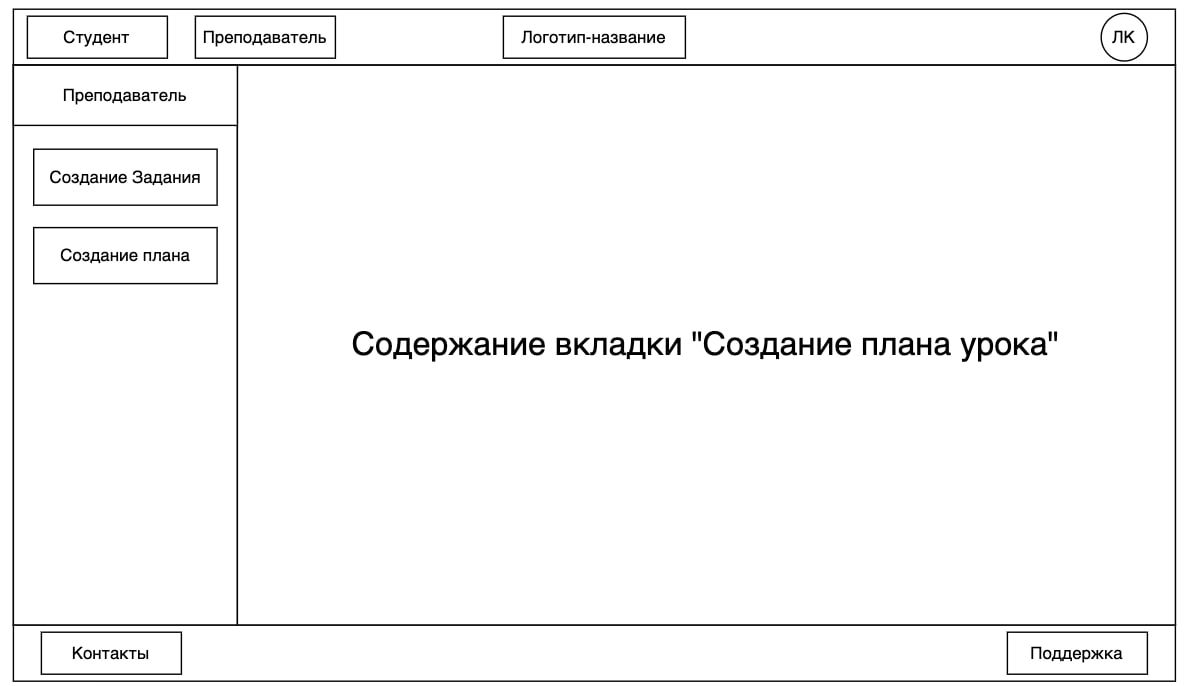 Студент
Преподаватель
Логотип-название
ЛК
Преподаватель
Создание Задания
Создание плана
Содержание вкладки "Создание плана урока"
Контакты
Поддержка